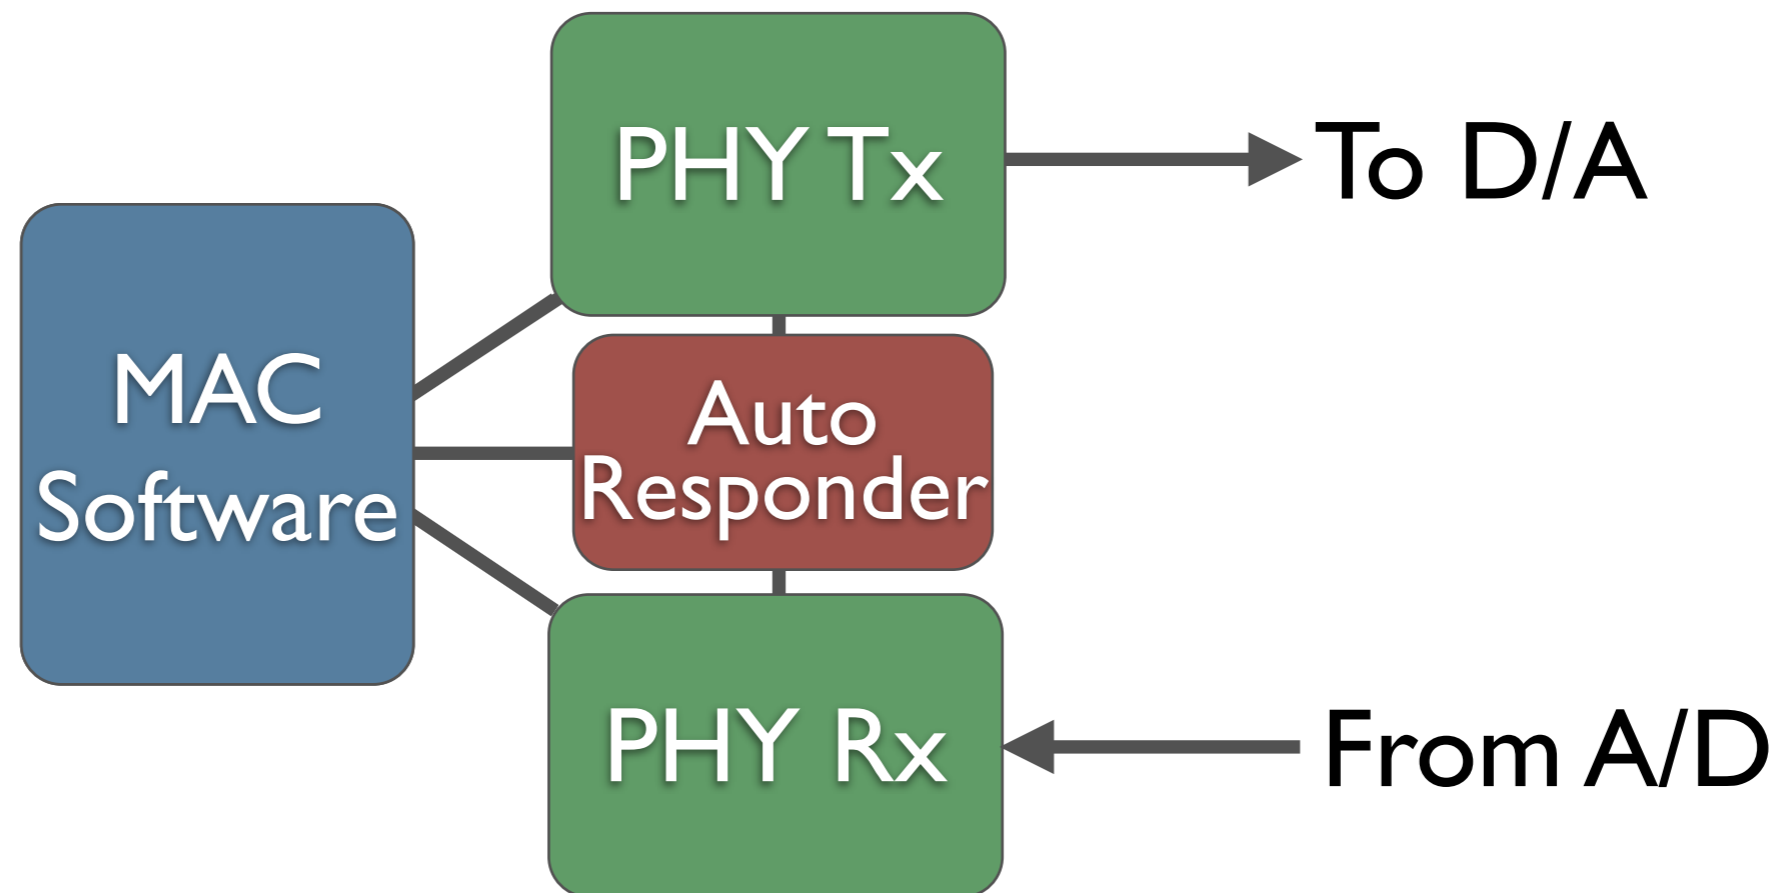 PHY Tx
To D/A
MAC
Software
Auto
Responder
PHY Rx
From A/D